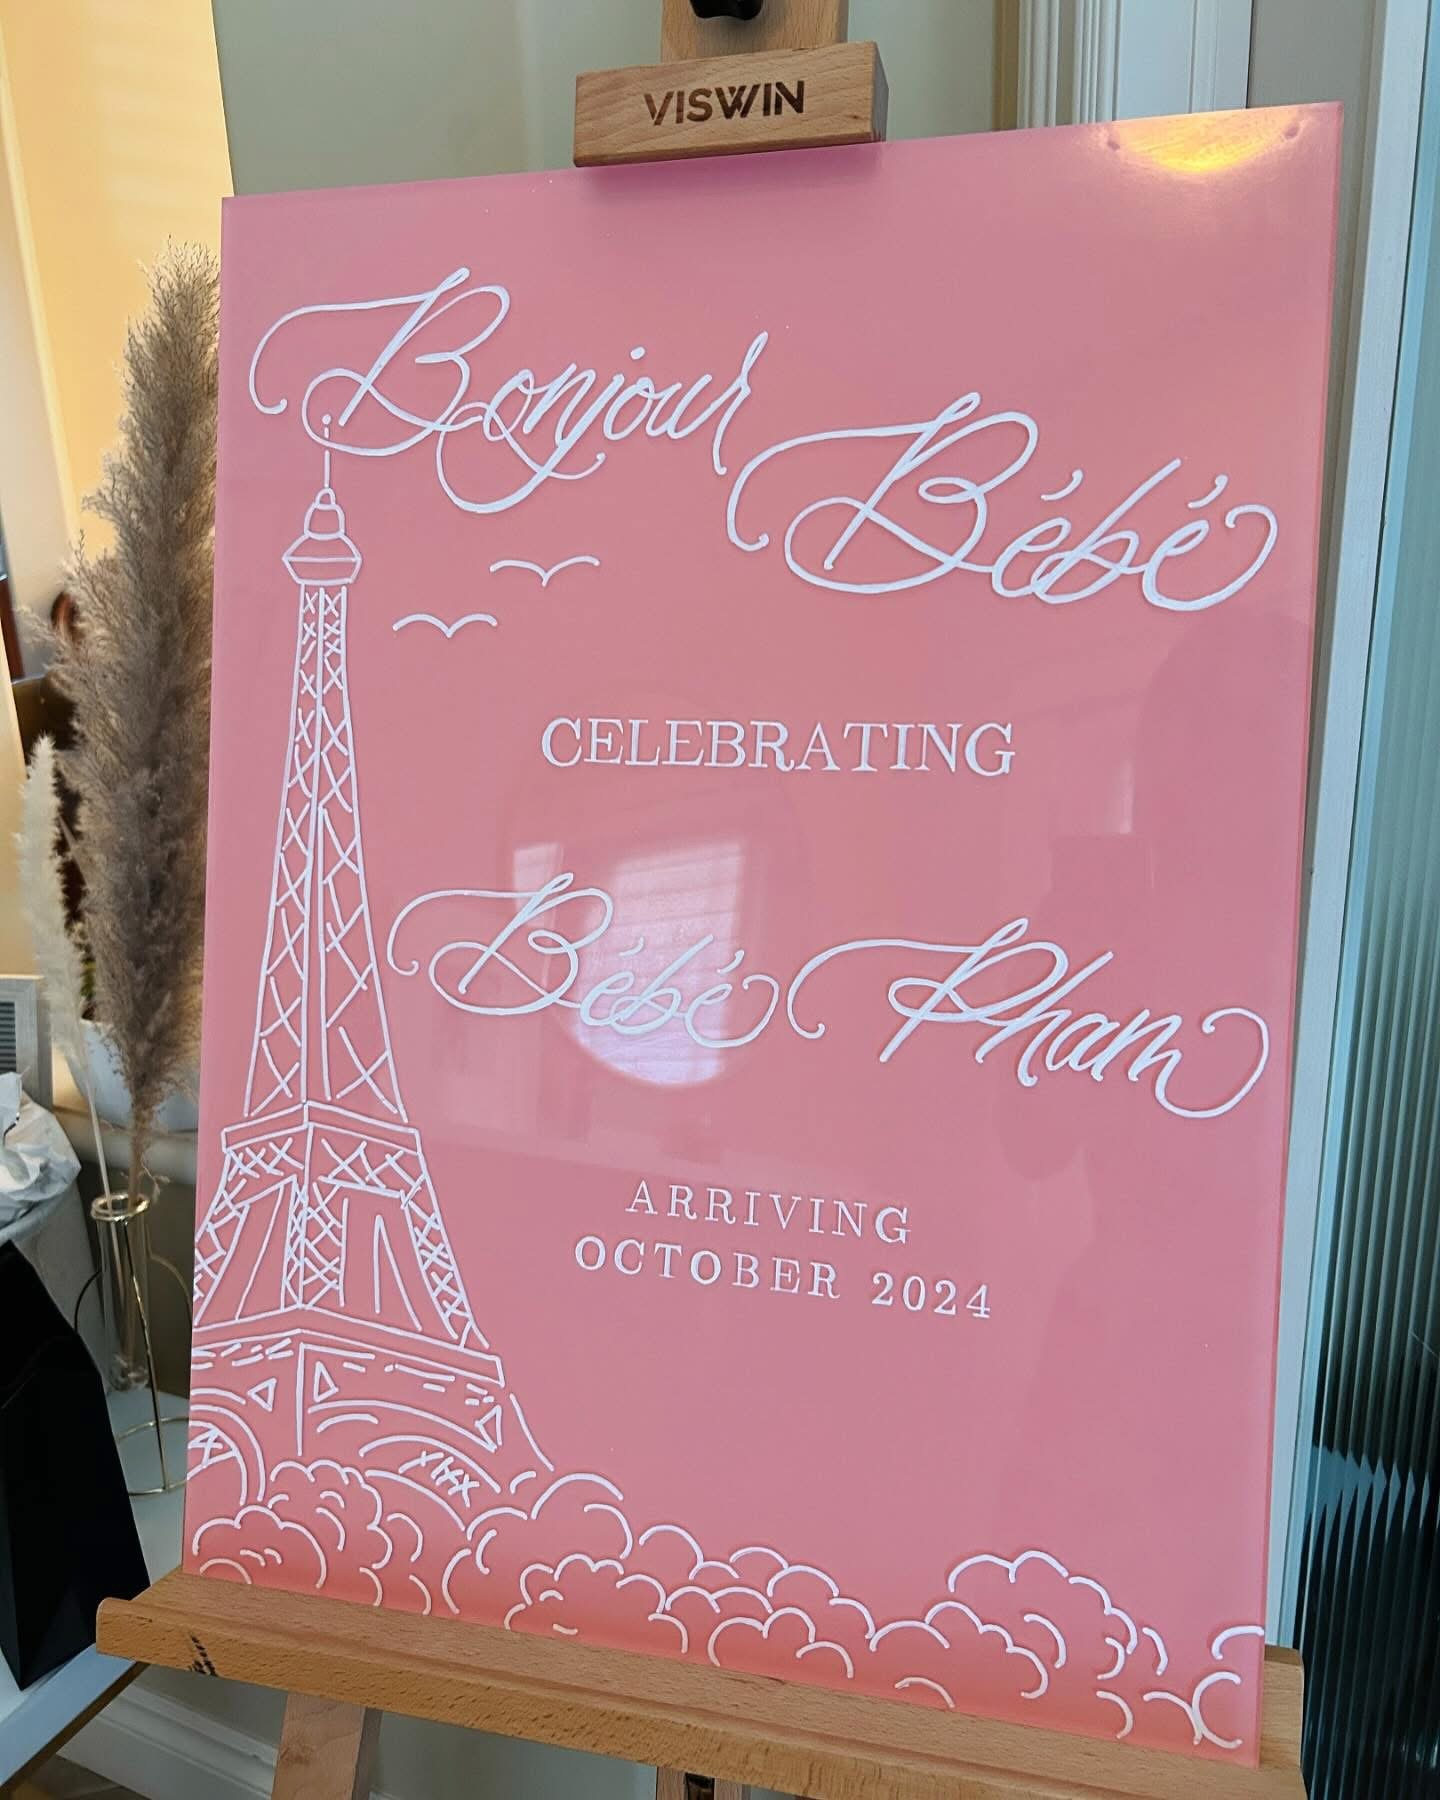 VISWIN
Bonjour
Bébé
CELEBRATING
Bébé Pham
ARRIVING
OCTOBER 2024